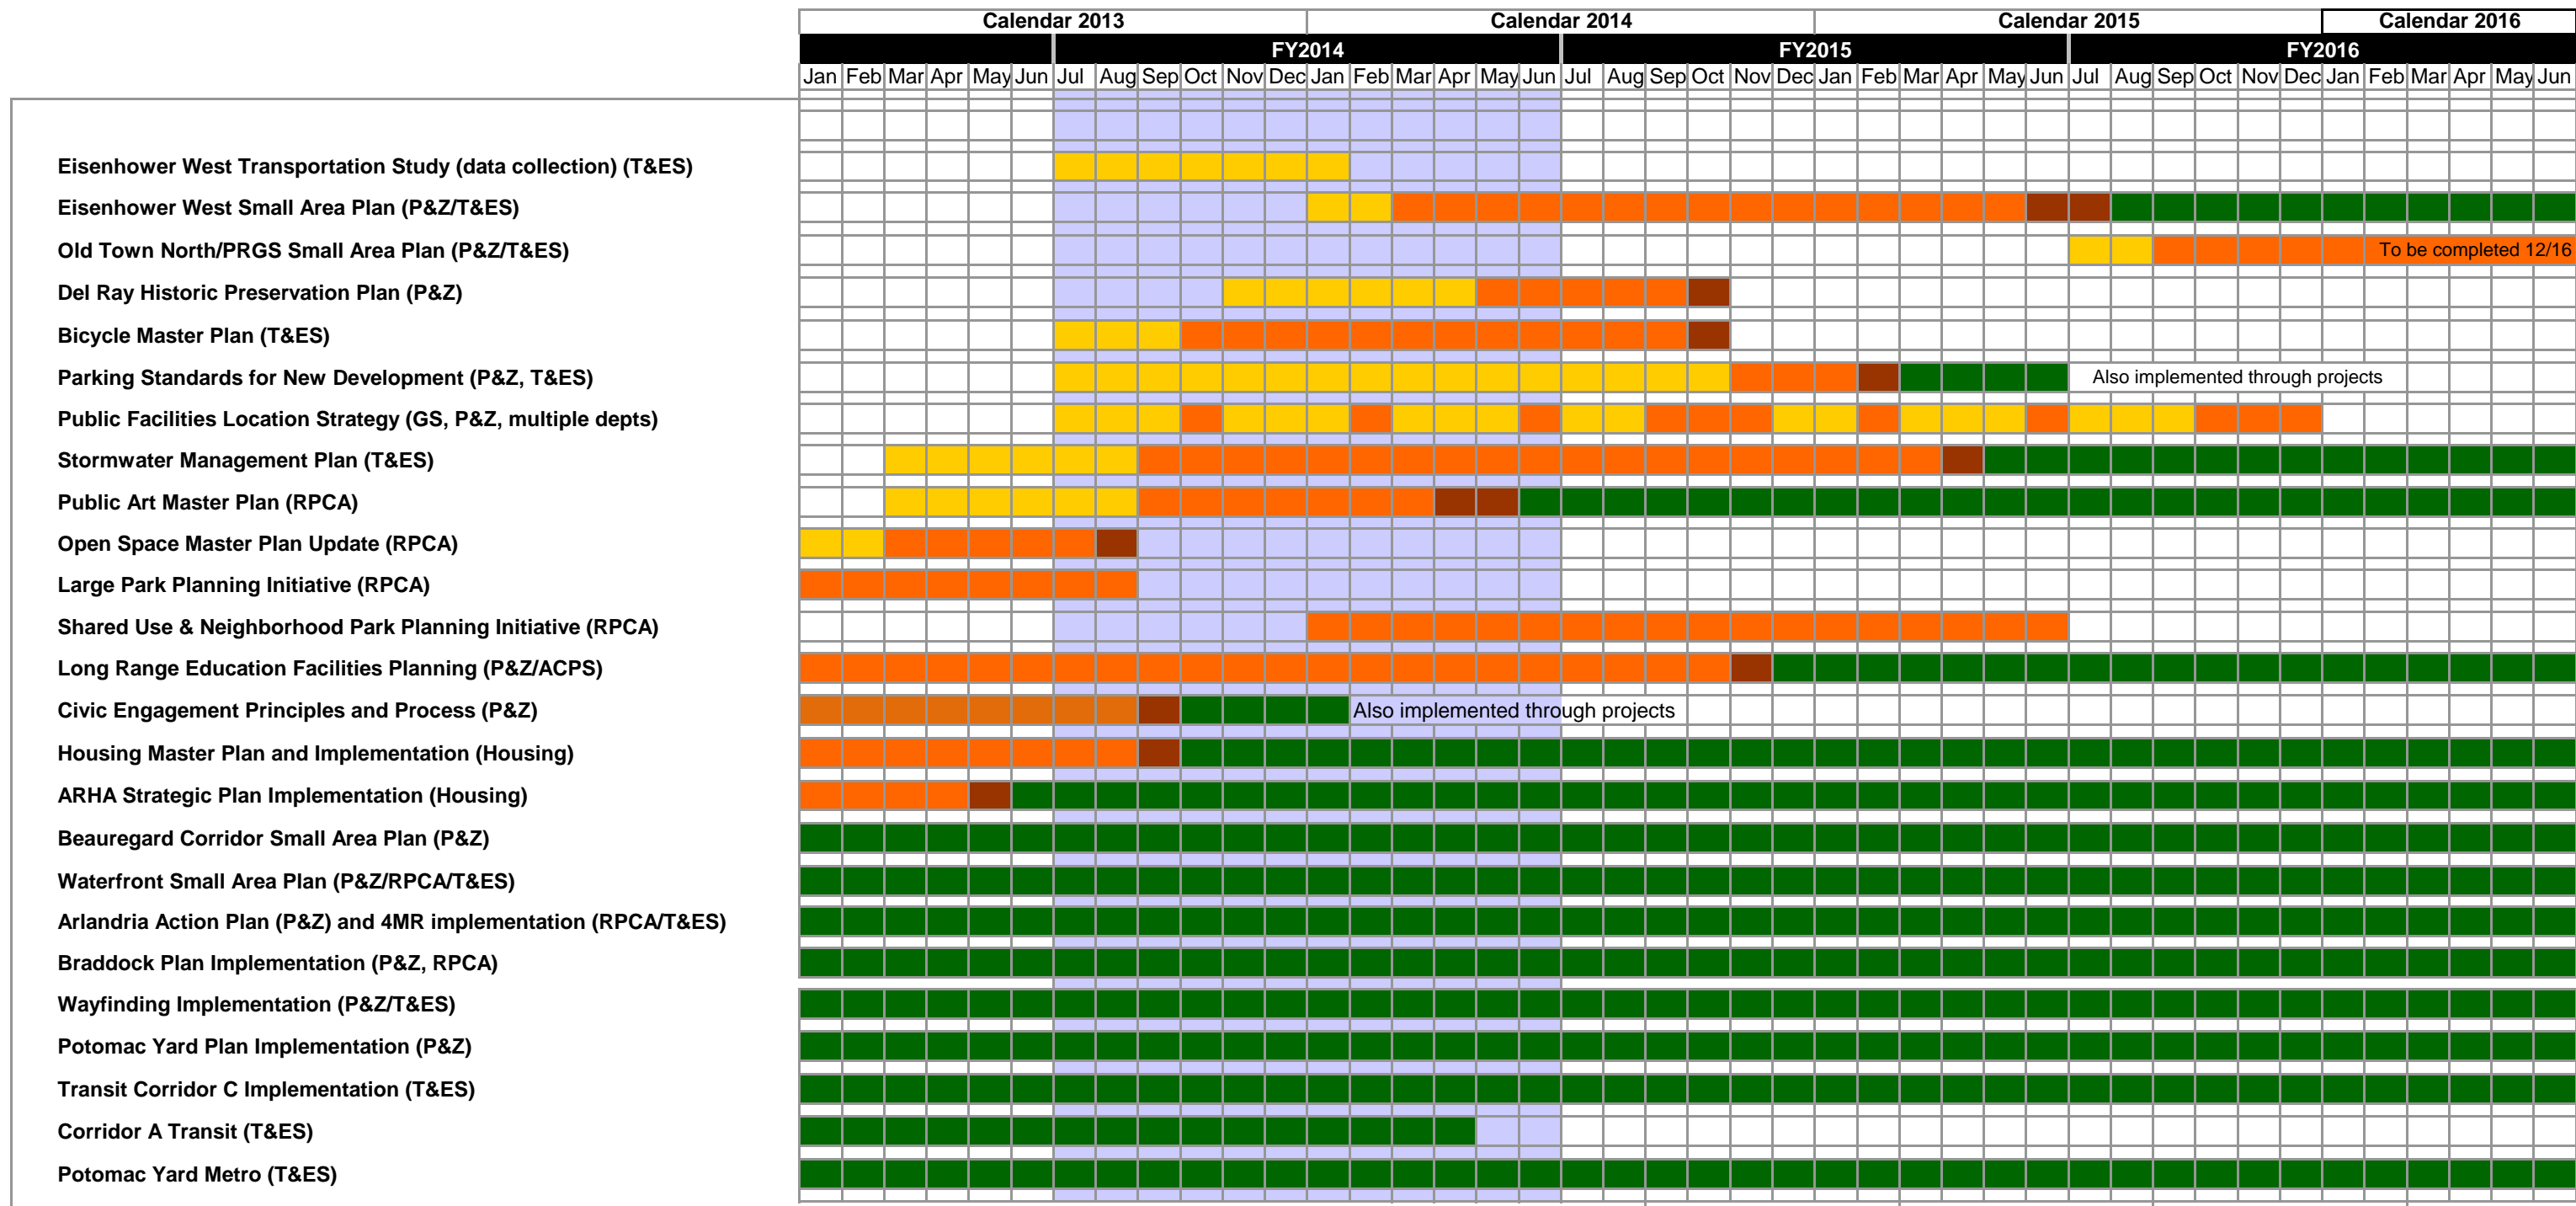 Calendar 2013 Calendar 2014 Calendar 2015 Calendar 2016
FY2014 FY2015 FY2016
Jan Feb Mar Apr May Jun Jul Aug Sep Oct Nov Dec Jan Feb Mar Apr May Jun Jul Aug Sep Oct Nov Dec Jan Feb Mar Apr May Jun Jul Aug Sep Oct Nov Dec Jan Feb Mar Apr May Jun
Eisenhower West Transportation Study (data collection) (T&ES)
Eisenhower West Small Area Plan (P&Z/T&ES)
Old Town North/PRGS Small Area Plan (P&Z/T&ES) To be completed 12/16
Del Ray Historic Preservation Plan (P&Z)
Bicycle Master Plan (T&ES)
Parking Standards for New Development (P&Z, T&ES) Also implemented through projects
Public Facilities Location Strategy (GS, P&Z, multiple depts)
Stormwater Management Plan (T&ES)
Public Art Master Plan (RPCA)
Open Space Master Plan Update (RPCA)
Large Park Planning Initiative (RPCA)
Shared Use & Neighborhood Park Planning Initiative (RPCA)
Long Range Education Facilities Planning (P&Z/ACPS)
Civic Engagement Principles and Process (P&Z) Also implemented through projects
Housing Master Plan and Implementation (Housing)
ARHA Strategic Plan Implementation (Housing)
Beauregard Corridor Small Area Plan (P&Z)
Waterfront Small Area Plan (P&Z/RPCA/T&ES)
Arlandria Action Plan (P&Z) and 4MR implementation (RPCA/T&ES)
Braddock Plan Implementation (P&Z, RPCA)
Wayfinding Implementation (P&Z/T&ES)
Potomac Yard Plan Implementation (P&Z)
Transit Corridor C Implementation (T&ES)
Corridor A Transit (T&ES)
Potomac Yard Metro (T&ES)